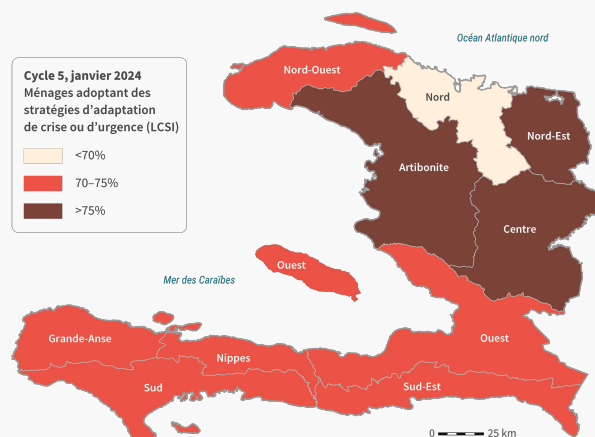 Océan Atlantique nord
Cycle 5, janvier 2024
Ménages adoptant des
stratégies d'adaptation
de crise ou d'urgence (LCSI)
<70%
70–75%
>75%
Nord-Ouest
Nord
Nord-Est
Artibonite
Centre
Ouest
Mer des Caraïbes
Grande-Anse
Nippes
Ouest
Sud
Sud-Est
0 25 km